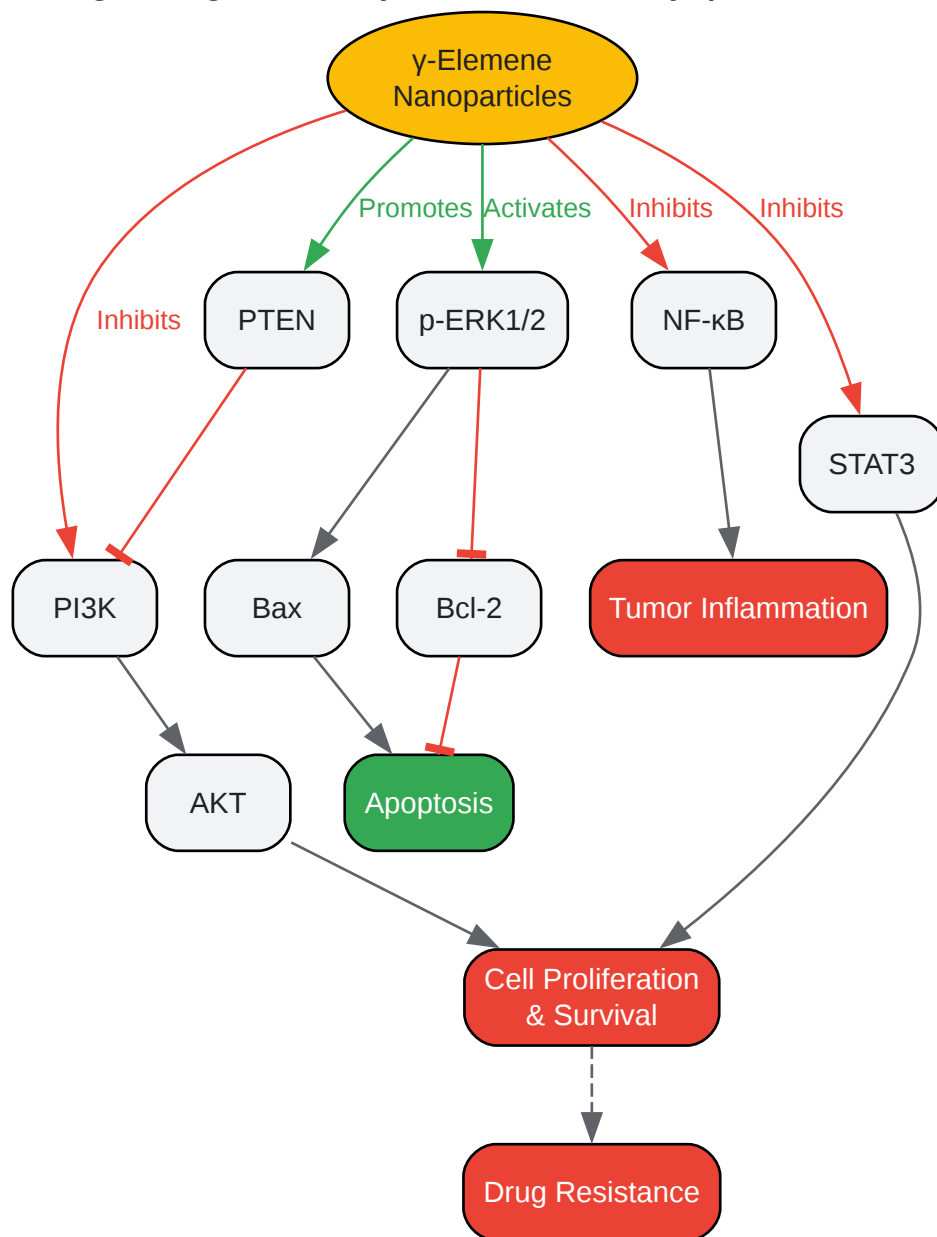 γ-Elemene
Nanoparticles
Promotes
Activates
Inhibits
Inhibits
Inhibits
PTEN
p-ERK1/2
NF-κB
STAT3
PI3K
Bax
Bcl-2
Tumor Inflammation
AKT
Apoptosis
Cell Proliferation
& Survival
Drug Resistance